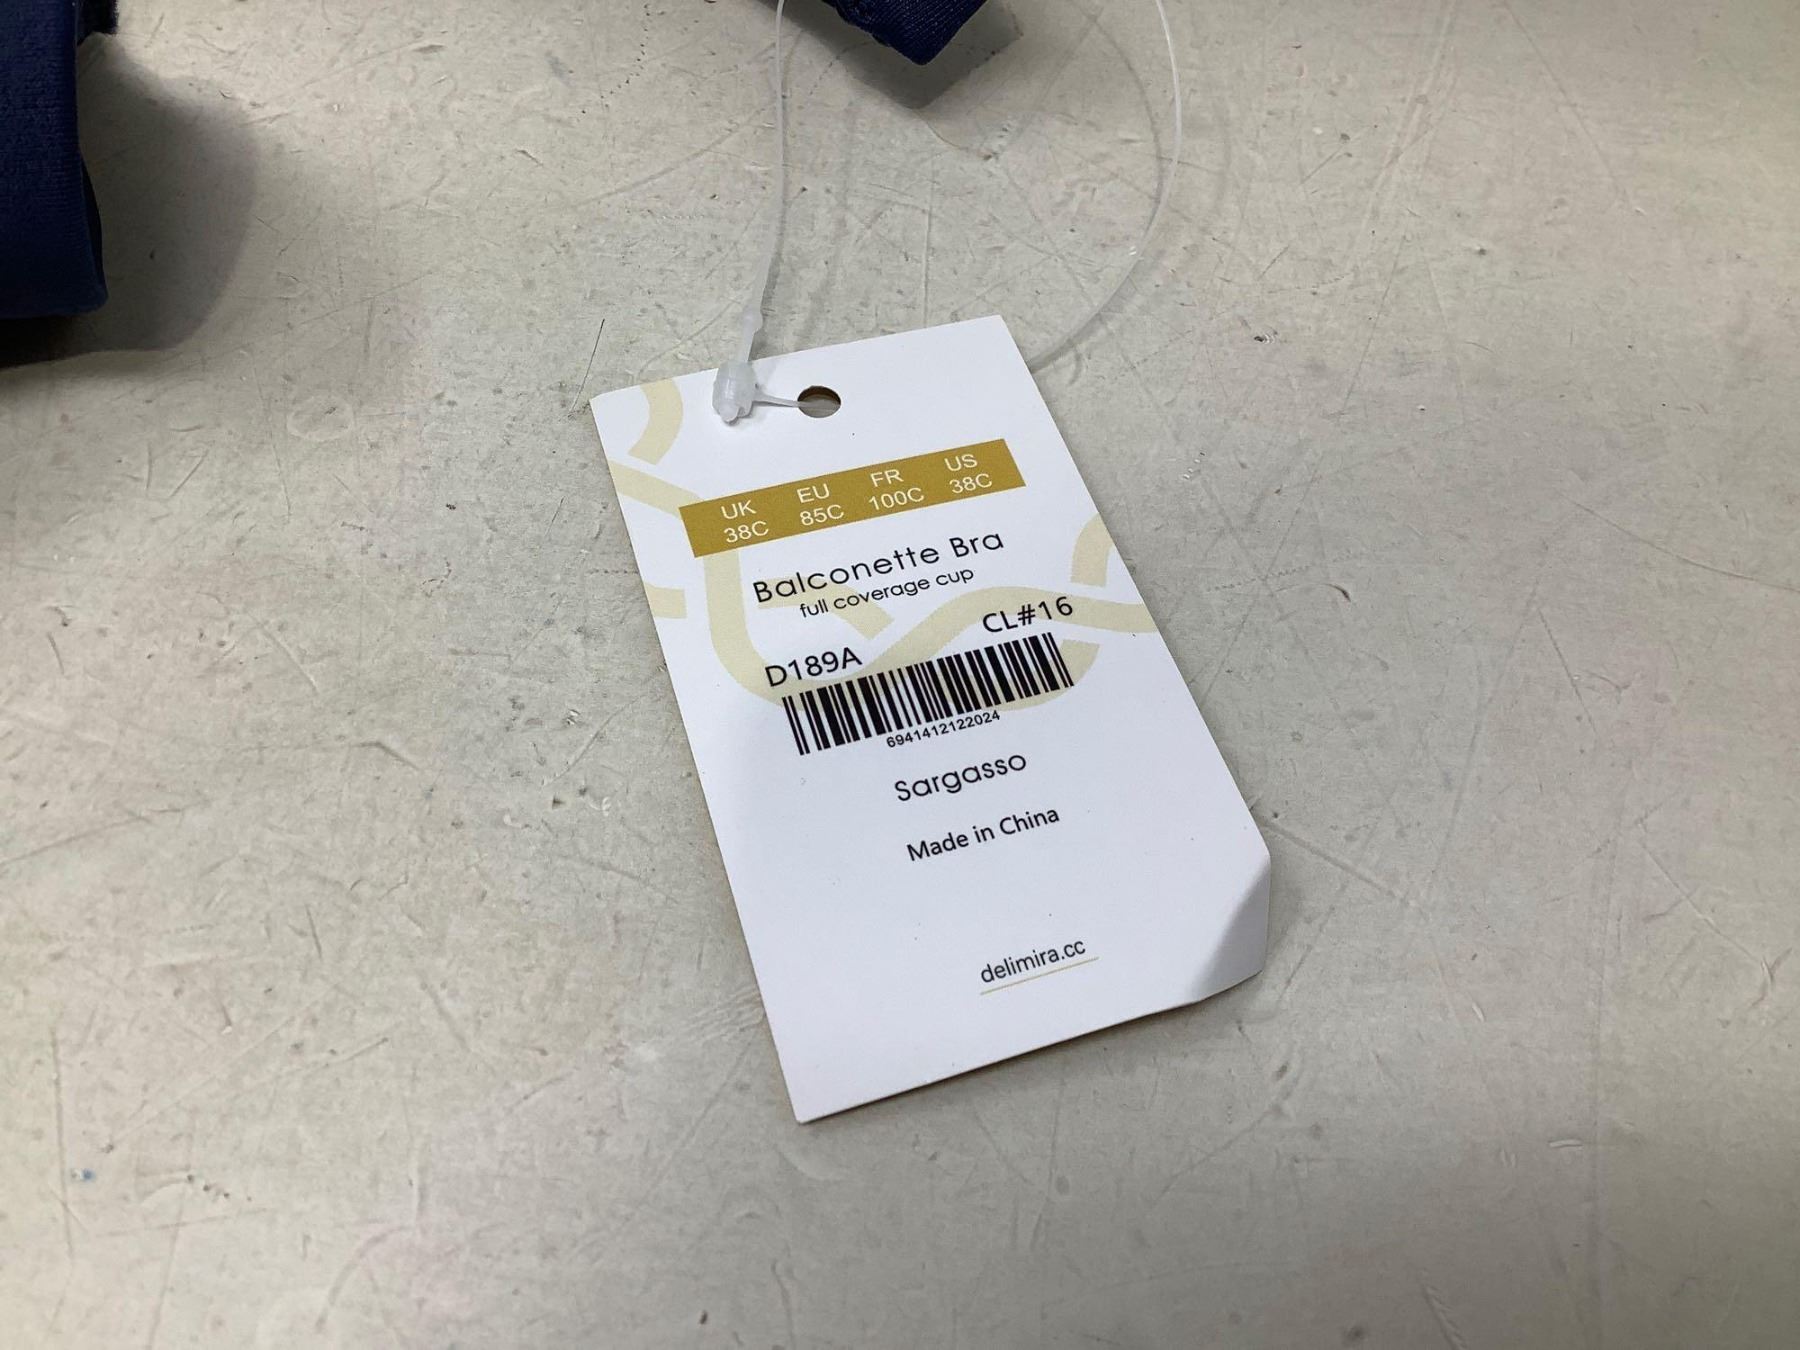 UK EU FR US
38C 85C 100C 38C
Balconette Bra
full coverage cup
D189A CL#16
6941412122024
Sargasso
Made in China
delimira.cc